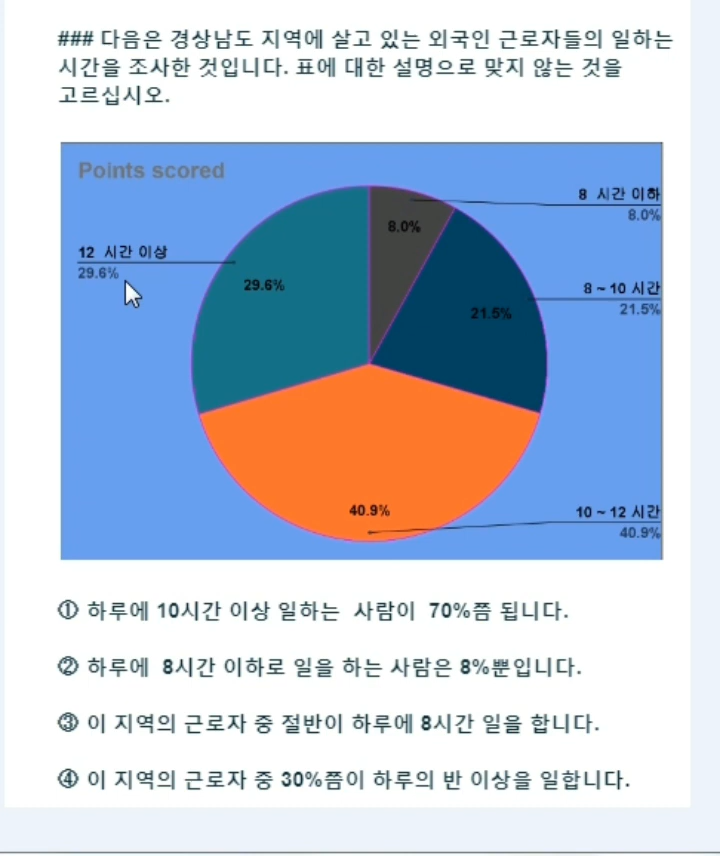 ### 다음은 경상남도 지역에 살고 있는 외국인 근로자들의 일하는
시간을 조사한 것입니다. 표에 대한 설명으로 맞지 않는 것을
고르십시오.
Points scored
8 시간 이하
8.0%
8.0%
12 시간 이상
29.6%
29.6%
8 ~ 10 시간
21.5%
21.5%
40.9%
10 ~ 12 시간
40.9%
① 하루에 10시간 이상 일하는 사람이 70%쯤 됩니다.
② 하루에 8시간 이하로 일을 하는 사람은 8%뿐입니다.
③ 이 지역의 근로자 중 절반이 하루에 8시간 일을 합니다.
④ 이 지역의 근로자 중 30%쯤이 하루의 반 이상을 일합니다.